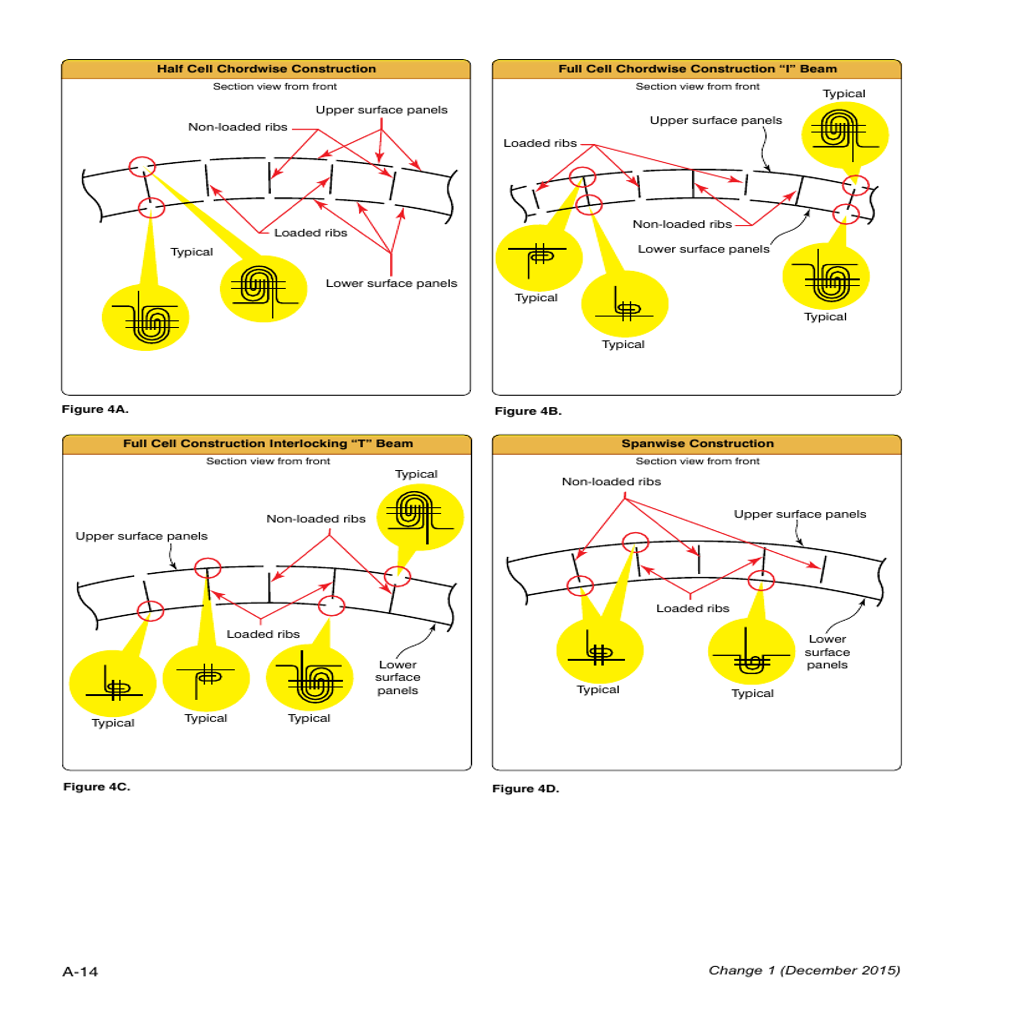 Half Cell Chordwise Construction
Section view from front
Upper surface panels
Non-loaded ribs
Loaded ribs
Typical
Lower surface panels
Figure 4A.
Full Cell Chordwise Construction “I” Beam
Section view from front
Typical
Upper surface panels
Loaded ribs
Non-loaded ribs
Lower surface panels
Typical
Typical
Typical
Figure 4B.
Full Cell Construction Interlocking “T” Beam
Section view from front
Typical
Non-loaded ribs
Upper surface panels
Loaded ribs
Lower
surface
panels
Typical
Typical
Typical
Figure 4C.
Spanwise Construction
Section view from front
Non-loaded ribs
Upper surface panels
Loaded ribs
Lower
surface
panels
Typical
Typical
Figure 4D.
A-14
Change 1 (December 2015)